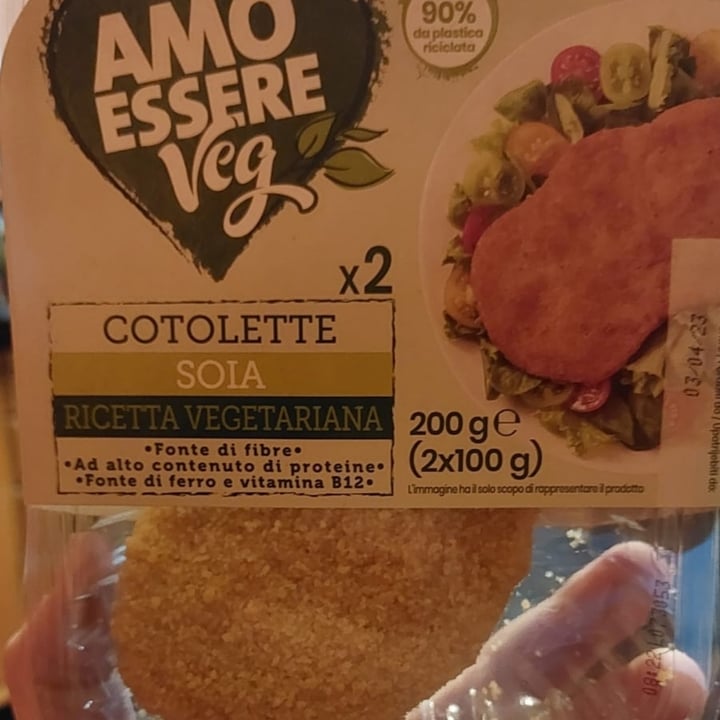 AMO
ESSERE
Veg
90%
da plastica
riciclata
x2
COTOLETTE
SOIA
RICETTA VEGETARIANA
•Fonte di fibre•
•Ad alto contenuto di proteine•
•Fonte di ferro e vitamina B12•
200 g e
(2x100 g)
L'immagine ha il solo scopo di rappresentare il prodotto
03/04/23
08:22